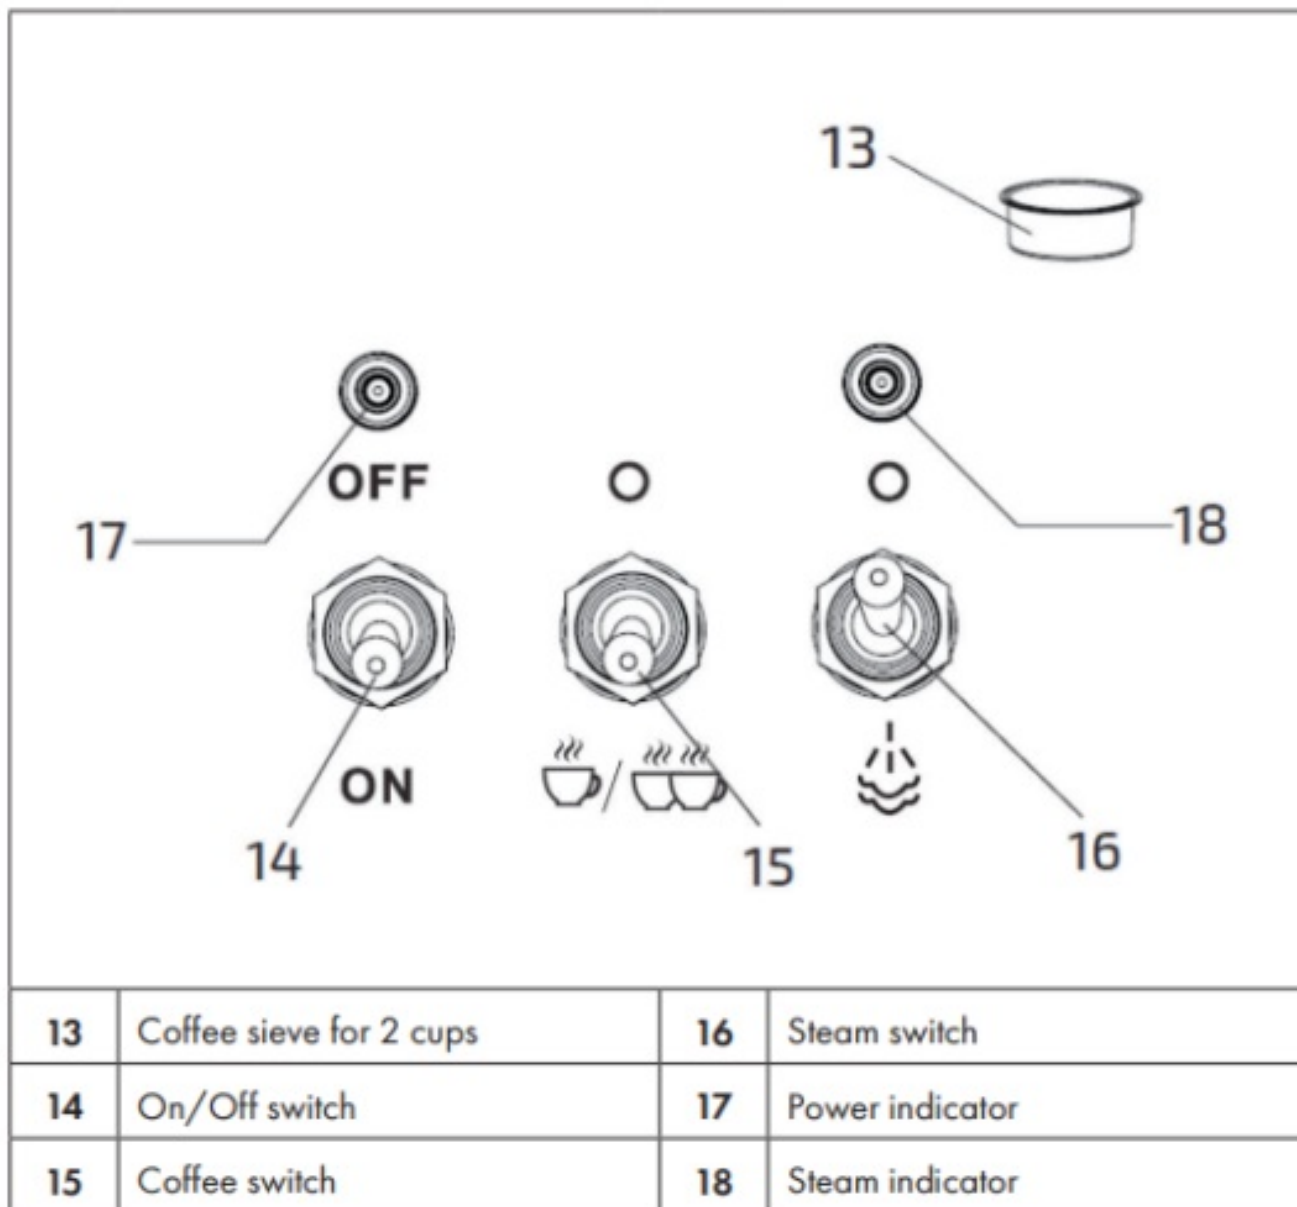 13
OFF
17
18
ON
14
15
16
13 Coffee sieve for 2 cups 16 Steam switch
14 On/Off switch 17 Power indicator
15 Coffee switch 18 Steam indicator